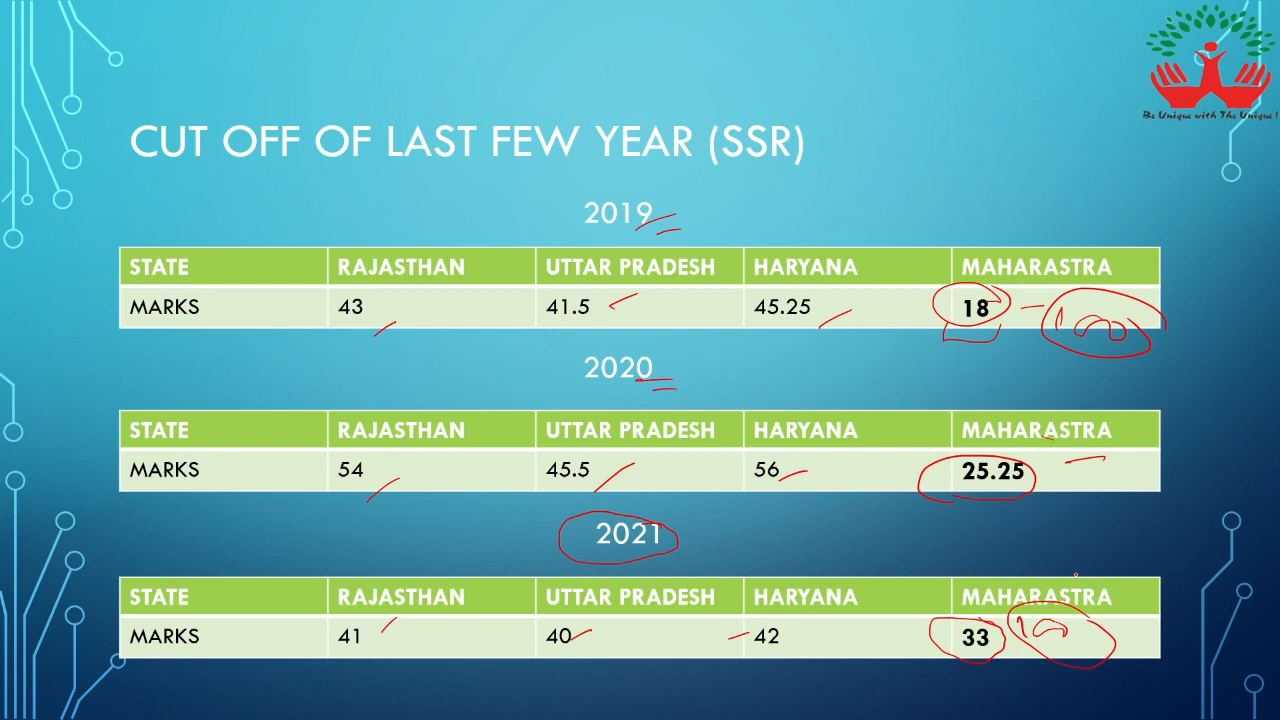 Be Unique with The Unique!
CUT OFF OF LAST FEW YEAR (SSR)
2019
STATE RAJASTHAN UTTAR PRADESH HARYANA MAHARASTRA
MARKS 43 41.5 45.25 18 100
2020
STATE RAJASTHAN UTTAR PRADESH HARYANA MAHARASTRA
MARKS 54 45.5 56 25.25
2021
STATE RAJASTHAN UTTAR PRADESH HARYANA MAHARASTRA
MARKS 41 40 42 33 100